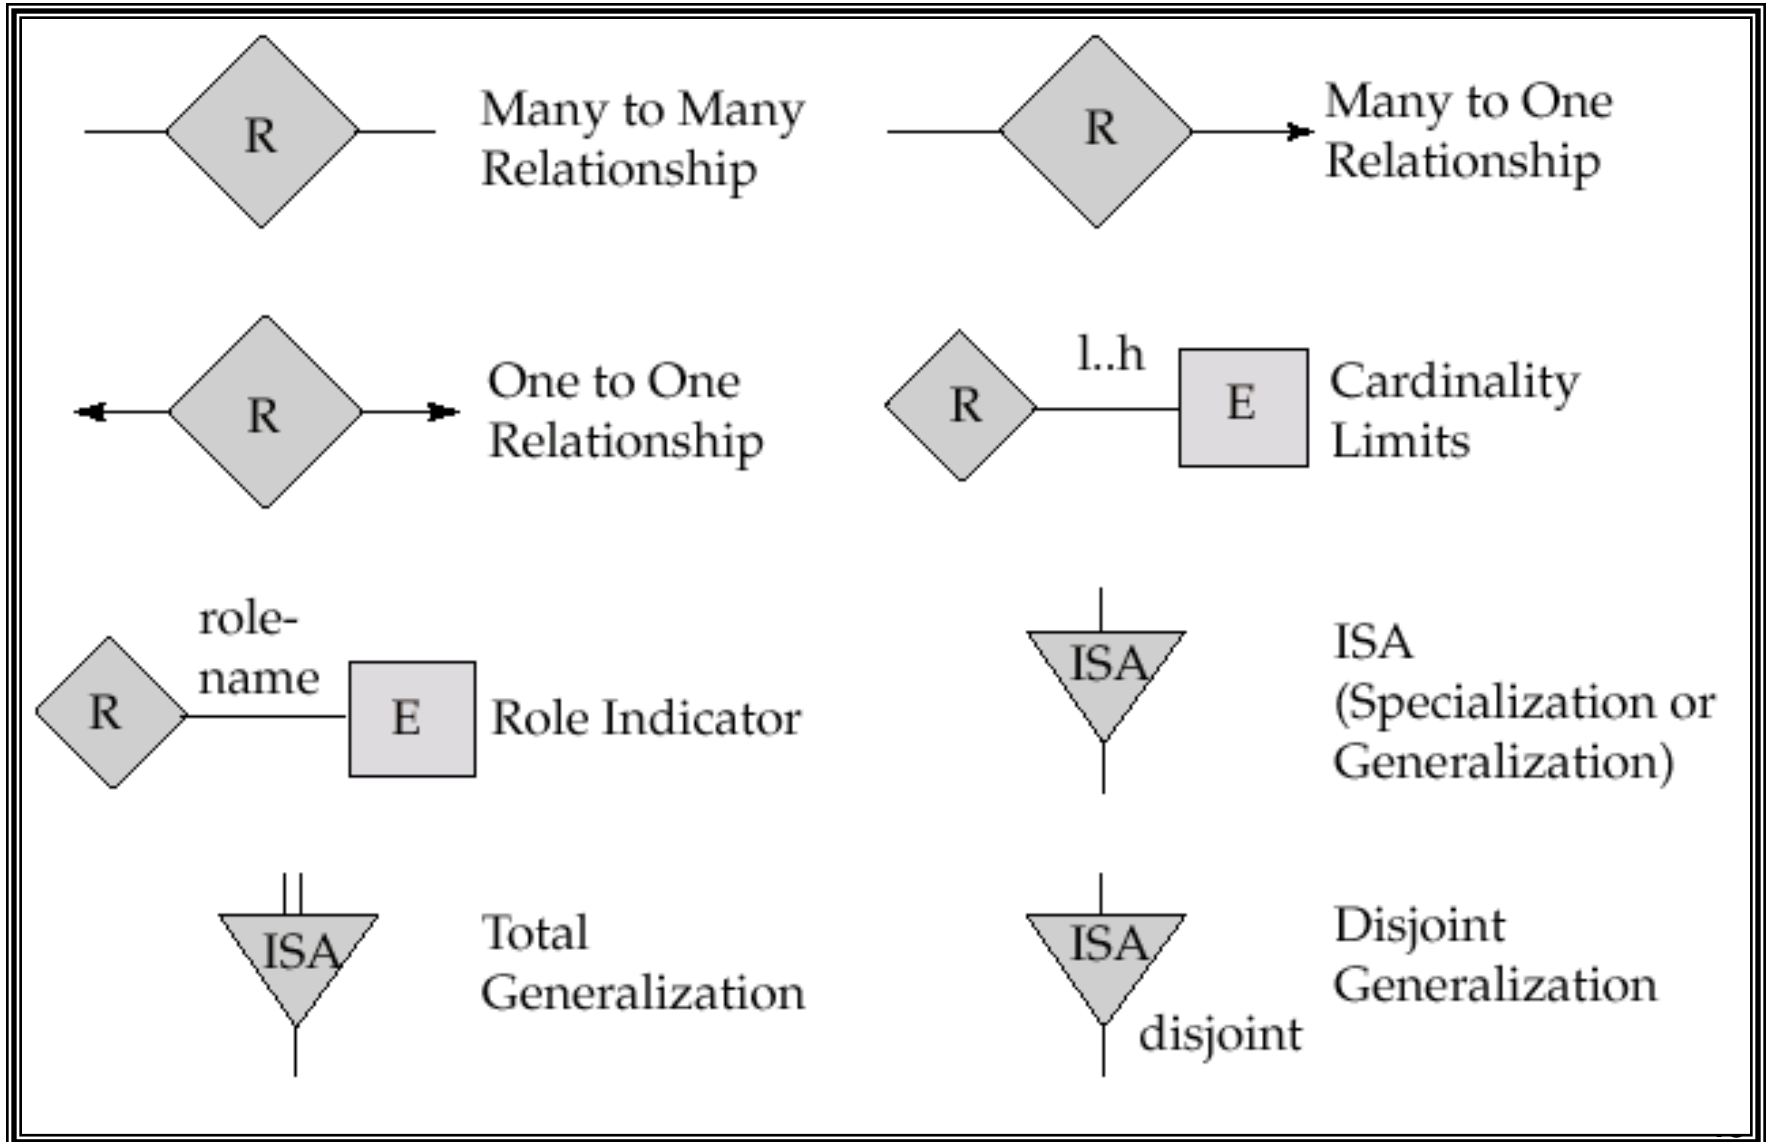 R
Many to Many
Relationship
R
Many to One
Relationship
R
One to One
Relationship
R
l..h
E
Cardinality
Limits
R
role-
name
E
Role Indicator
ISA
ISA
(Specialization or
Generalization)
ISA
Total
Generalization
ISA
disjoint
Disjoint
Generalization